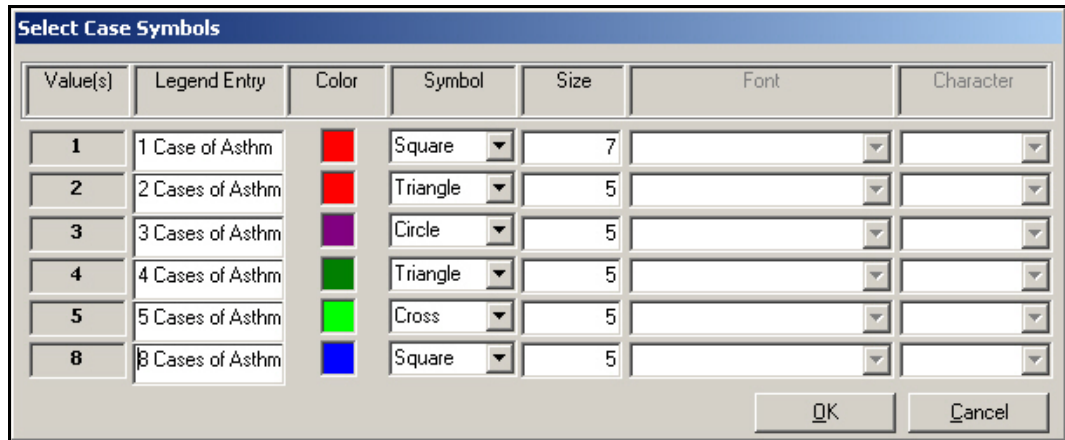 Select Case Symbols
Value(s) Legend Entry Color Symbol Size Font Character
1 1 Case of Asthm Square 7
2 2 Cases of Asthm Triangle 5
3 3 Cases of Asthm Circle 5
4 4 Cases of Asthm Triangle 5
5 5 Cases of Asthm Cross 5
8 8 Cases of Asthm Square 5
OK Cancel